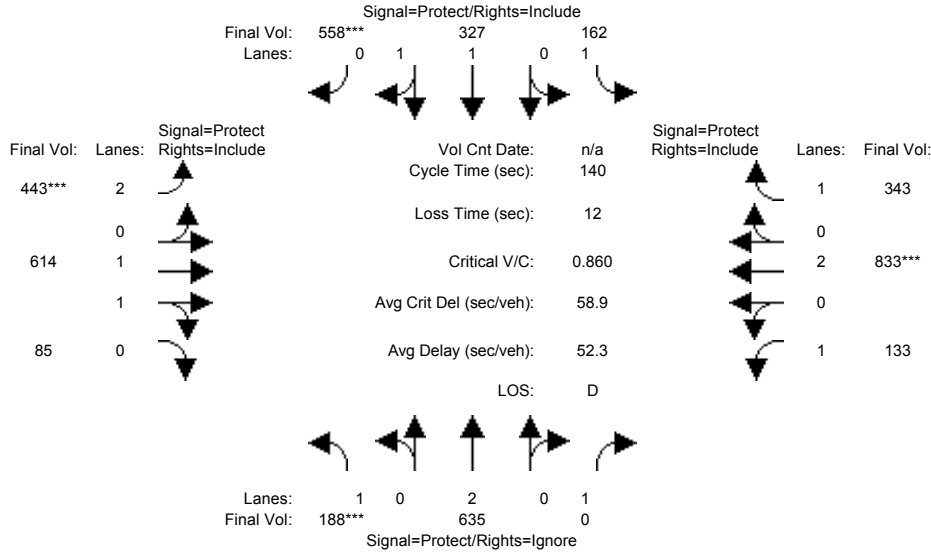 Signal=Protect/Rights=Include
Final Vol: 558*** 327 162
Lanes: 0 1 1 0 1
Signal=Protect
Final Vol: Lanes: Rights=Include
Vol Cnt Date: n/a
Signal=Protect
Rights=Include Lanes: Final Vol:
Cycle Time (sec): 140
443*** 2
1 343
Loss Time (sec): 12
0
0
614 1
Critical V/C: 0.860
2 833***
1
Avg Crit Del (sec/veh): 58.9
0
85 0
Avg Delay (sec/veh): 52.3
1 133
LOS: D
Lanes: 1 0 2 0 1
Final Vol: 188*** 635 0
Signal=Protect/Rights=Ignore